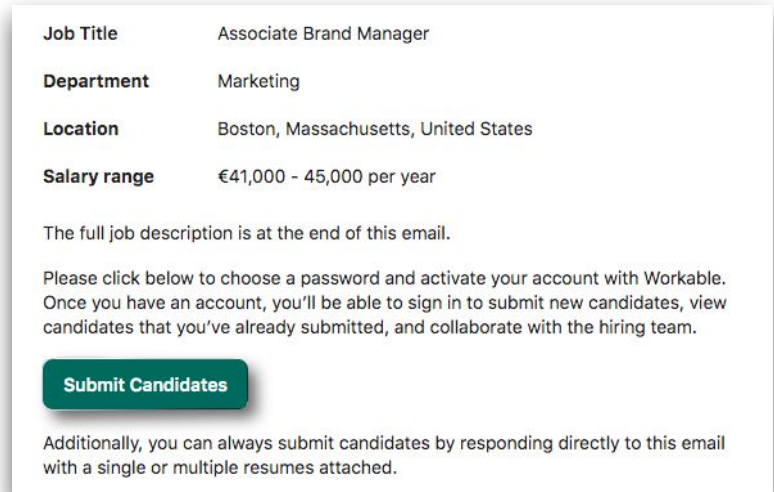 Job Title Associate Brand Manager
Department Marketing
Location Boston, Massachusetts, United States
Salary range €41,000 - 45,000 per year
The full job description is at the end of this email.
Please click below to choose a password and activate your account with Workable.
Once you have an account, you’ll be able to sign in to submit new candidates, view
candidates that you’ve already submitted, and collaborate with the hiring team.
Submit Candidates
Additionally, you can always submit candidates by responding directly to this email
with a single or multiple resumes attached.